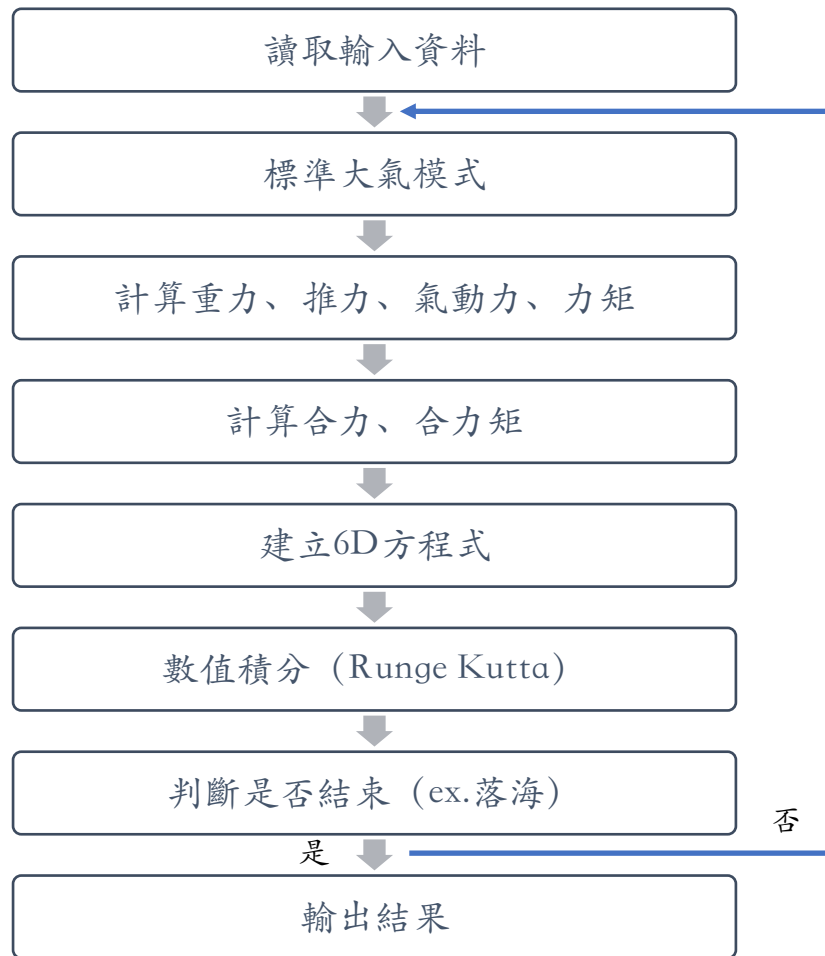 讀取輸入資料
標準大氣模式
計算重力、推力、氣動力、力矩
計算合力、合力矩
建立6D方程式
數值積分（Runge Kutta）
判斷是否結束（ex.落海）
否
是
輸出結果